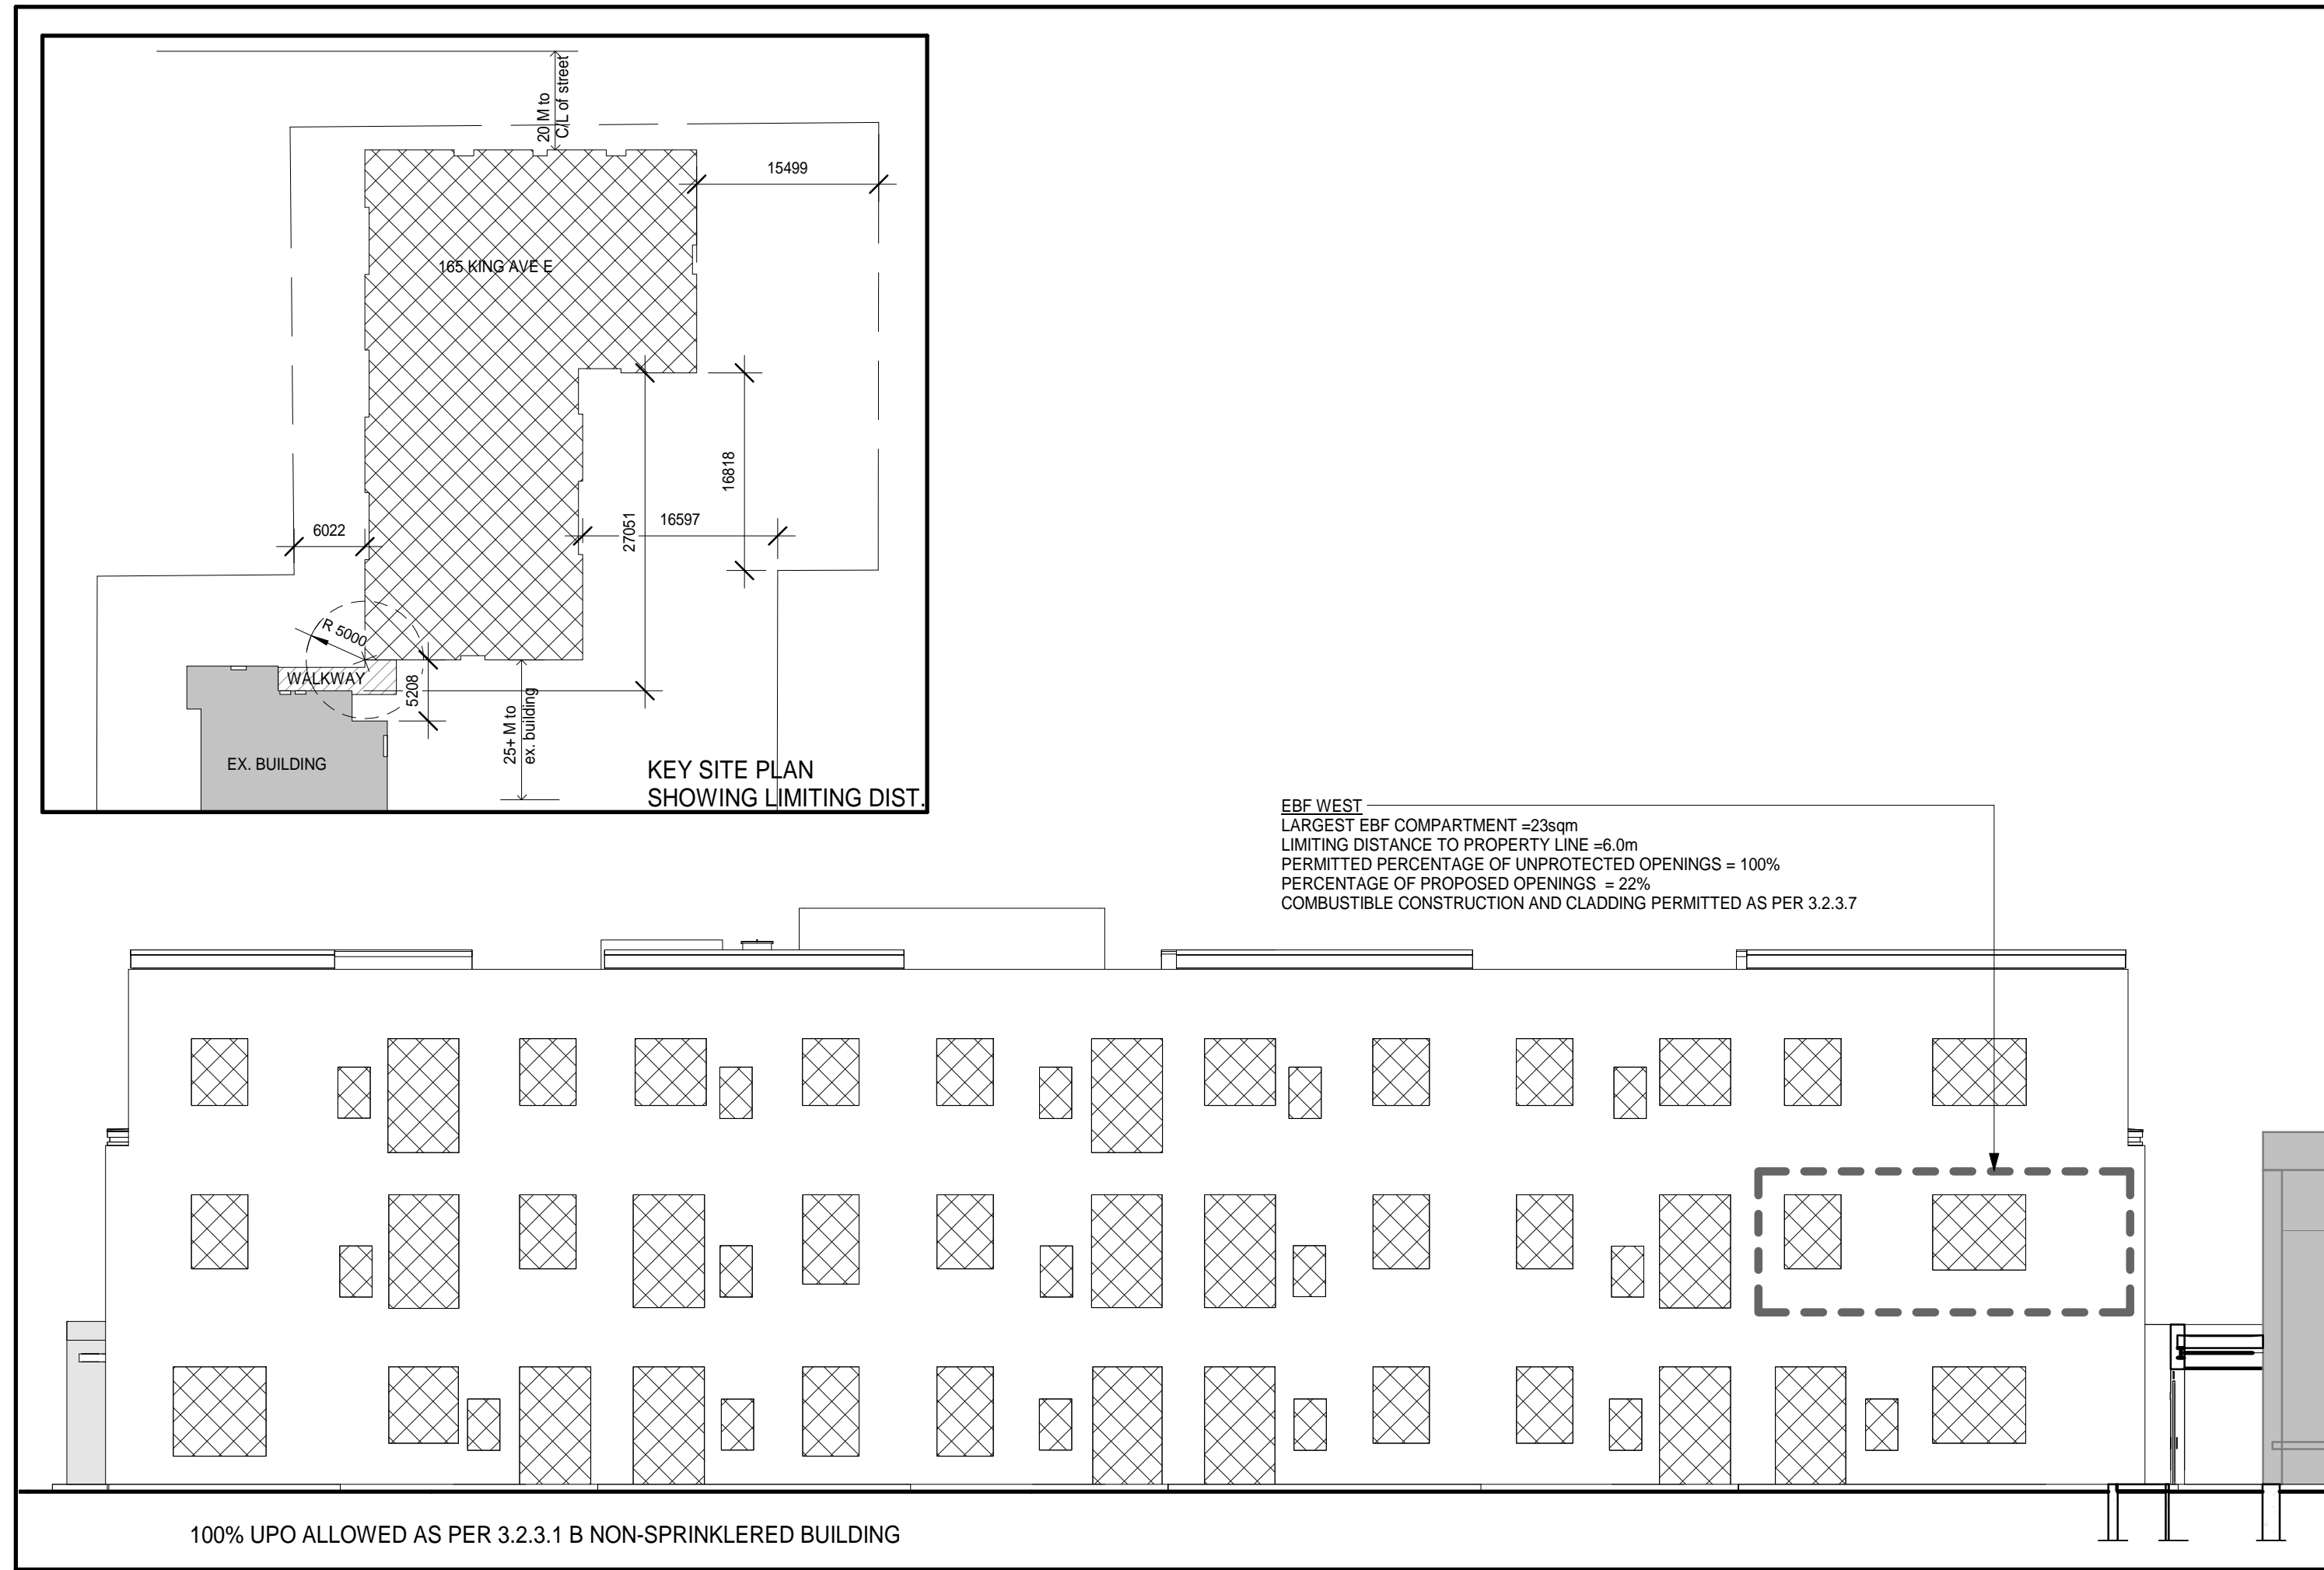 20 M to
C/L of street
15499
165 KING AVE E
16818
27051
16597
6022
R 5000
WALKWAY
5208
25+ M to
ex. building
EX. BUILDING
KEY SITE PLAN
SHOWING LIMITING DIST.
EBF WEST
LARGEST EBF COMPARTMENT =23sqm
LIMITING DISTANCE TO PROPERTY LINE =6.0m
PERMITTED PERCENTAGE OF UNPROTECTED OPENINGS = 100%
PERCENTAGE OF PROPOSED OPENINGS  = 22%
COMBUSTIBLE CONSTRUCTION AND CLADDING PERMITTED AS PER 3.2.3.7
100% UPO ALLOWED AS PER 3.2.3.1 B NON-SPRINKLERED BUILDING